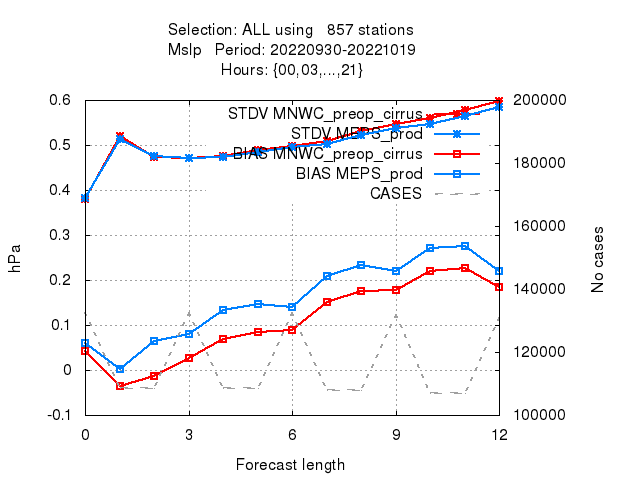 Selection: ALL using   857 stations
Mslp   Period: 20220930-20221019
Hours: {00,03,...,21}
0.6
0.5
0.4
0.3
0.2
0.1
0
-0.1
hPa
STDV MNWC_preop_cirrus
STDV MEPS_prod
BIAS MNWC_preop_cirrus
BIAS MEPS_prod
CASES
200000
180000
160000
140000
120000
100000
No cases
0 3 6 9 12
Forecast length